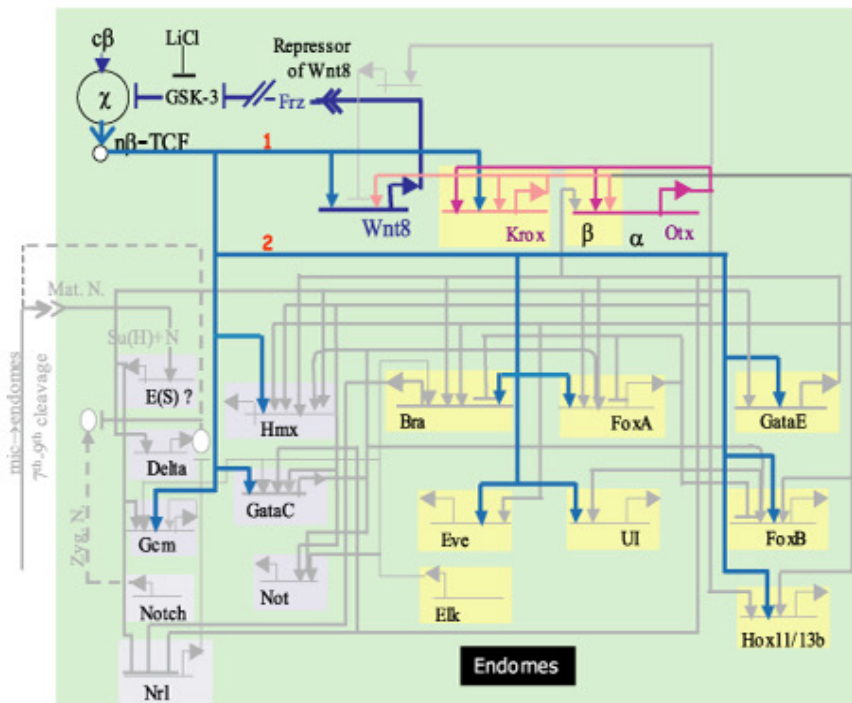 cβ
LiCl
Repressor
of Wnt8
χ
GSK-3
Frz
nβ-TCF
1
Wnt8
Krox
β
α
Otx
2
Mat. N.
Su(H)+N
mic→endomes
7th-9th cleavage
E(S) ?
Hmx
Bra
FoxA
GataE
Delta
GataC
Gcm
Eve
UI
FoxB
Zyg. N.
Notch
Not
Elk
Hox11/13b
Nrl
Endomes